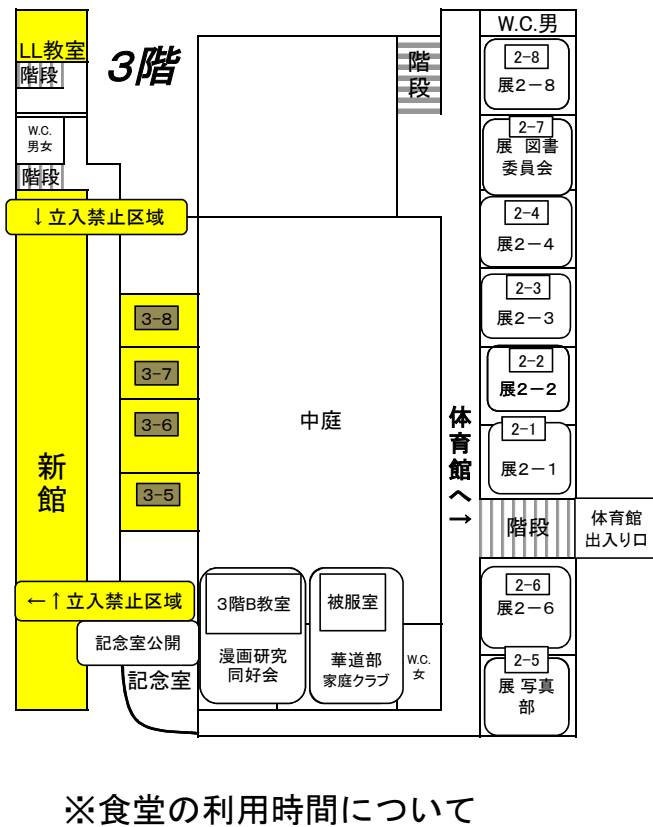 LL教室
階段
3階
W.C.
男女
階段
↓立入禁止区域
3-8
3-7
3-6
3-5
新
館
←↑立入禁止区域
記念室公開
記念室
中庭
3階B教室
漫画研究
同好会
被服室
華道部
家庭クラブ
W.C.
女
階
段
体
育
館
へ
→
W.C.男
2-8
展2−8
2-7
展 図書
委員会
2-4
展2−4
2-3
展2−3
2-2
展2−2
2-1
展2−1
階段
体育館
出入り口
2-6
展2−6
2-5
展 写真
部
※食堂の利用時間について